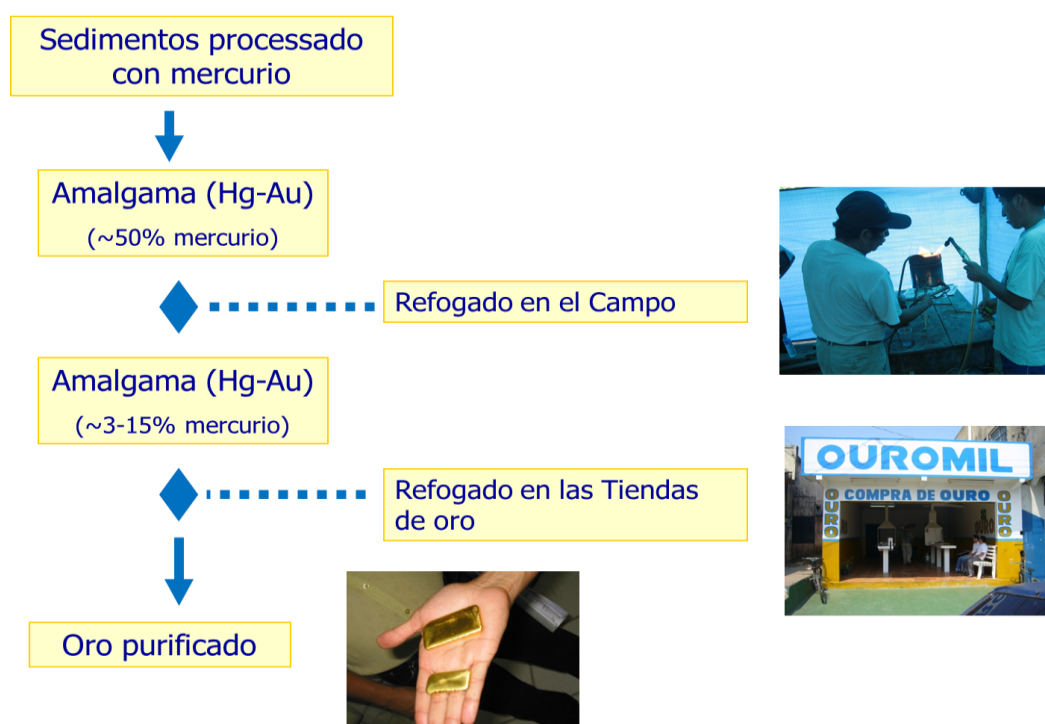 Sedimentos processado
con mercurio
Amalgama (Hg-Au)
(~50% mercurio)
Refogado en el Campo
Amalgama (Hg-Au)
(~3-15% mercurio)
Refogado en las Tiendas
de oro
Oro purificado
OUROMIL
COMPRA DE OURO
OURO
OURO
OURO